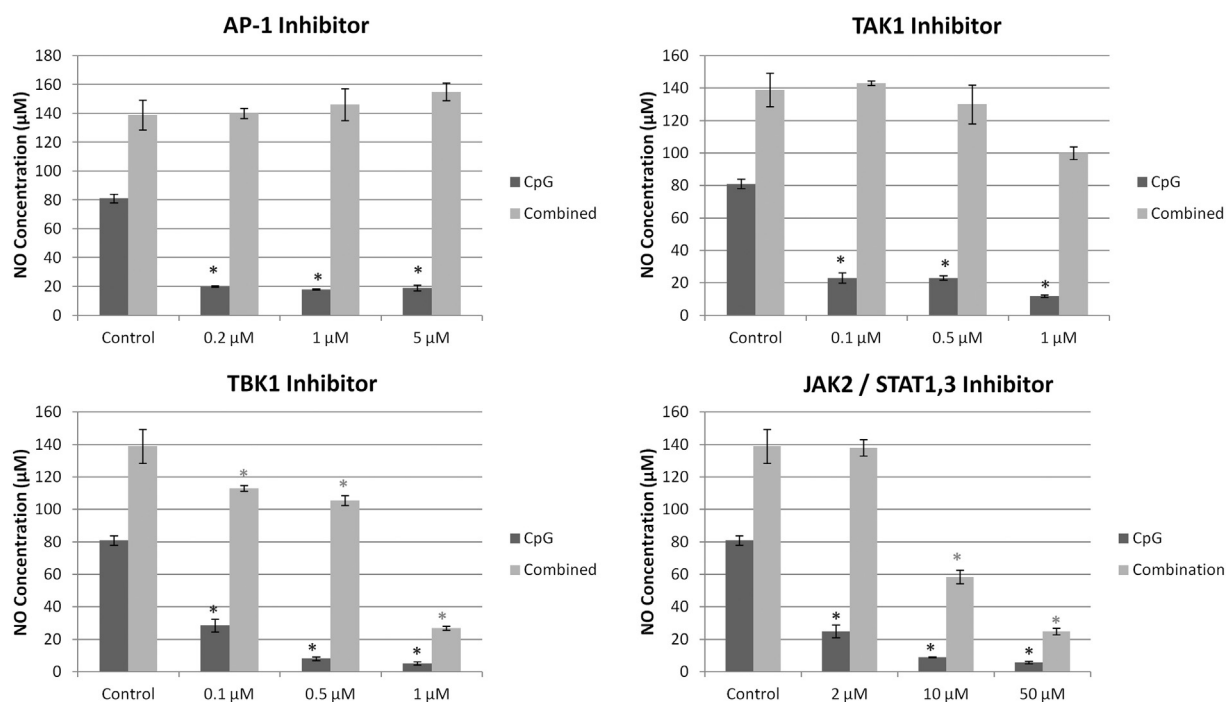 AP-1 Inhibitor
NO Concentration (µM)
180
160
140
120
100
80
60
40
20
0
* * *
Control 0.2 µM 1 µM 5 µM
CpG
Combined
TAK1 Inhibitor
NO Concentration (µM)
160
140
120
100
80
60
40
20
0
* * *
Control 0.1 µM 0.5 µM 1 µM
CpG
Combined
TBK1 Inhibitor
NO Concentration (µM)
160
140
120
100
80
60
40
20
0
* * * * * *
Control 0.1 µM 0.5 µM 1 µM
CpG
Combined
JAK2 / STAT1,3 Inhibitor
NO Concentration (µM)
160
140
120
100
80
60
40
20
0
* * * * *
Control 2 µM 10 µM 50 µM
CpG
Combination